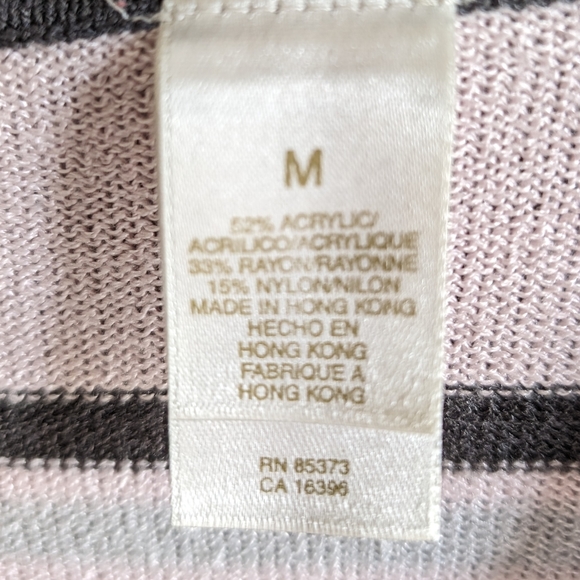 M
52% ACRYLIC/
ACRILICO/ACRYLIQUE
33% RAYON/RAYONNE
15% NYLON/NILON
MADE IN HONG KONG
HECHO EN
HONG KONG
FABRIQUE A
HONG KONG
RN 85373
CA 16396